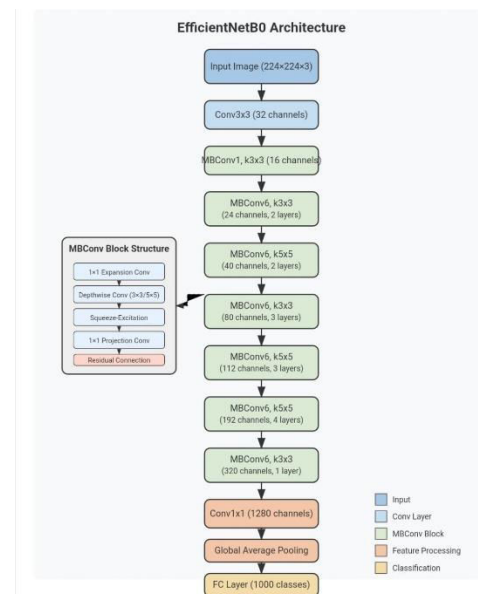 EfficientNetB0 Architecture
Input Image (224×224×3)
Conv3x3 (32 channels)
MBConv1, k3x3 (16 channels)
MBConv6, k3x3
(24 channels, 2 layers)
MBConv6, k5x5
(40 channels, 2 layers)
MBConv Block Structure
1×1 Expansion Conv
Depthwise Conv (3×3/5×5)
Squeeze-Excitation
1×1 Projection Conv
Residual Connection
MBConv6, k3x3
(80 channels, 3 layers)
MBConv6, k5x5
(112 channels, 3 layers)
MBConv6, k5x5
(192 channels, 4 layers)
MBConv6, k3x3
(320 channels, 1 layer)
Conv1x1 (1280 channels)
Global Average Pooling
FC Layer (1000 classes)
Input
Conv Layer
MBConv Block
Feature Processing
Classification